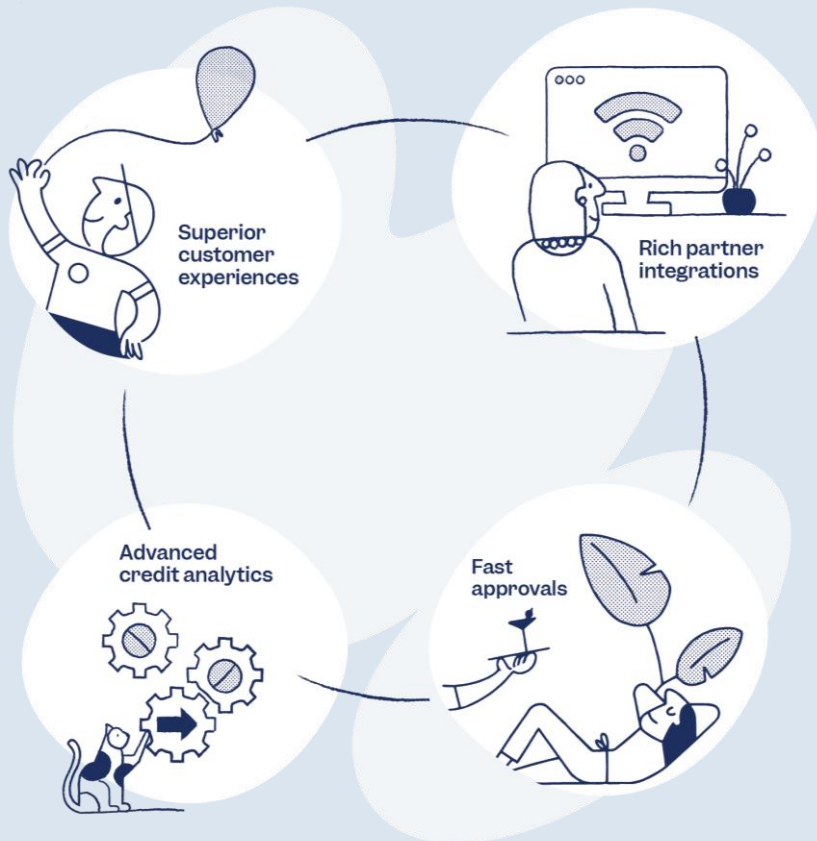 Superior
customer
experiences
Rich partner
integrations
Advanced
credit analytics
Fast
approvals